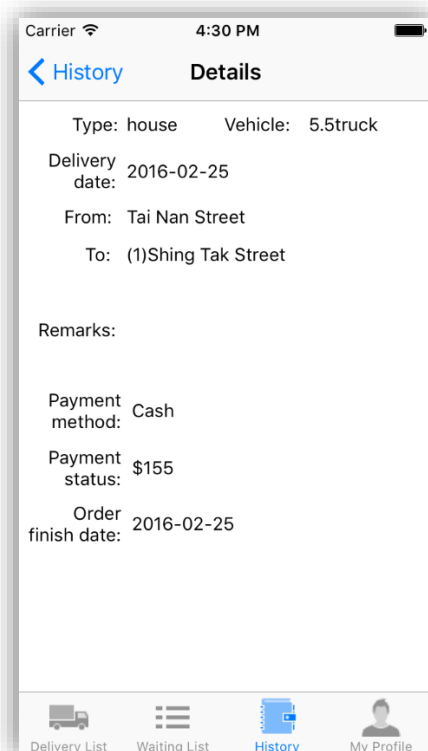 Carrier 4:30 PM
History Details
Type: house Vehicle: 5.5truck
Delivery
date: 2016-02-25
From: Tai Nan Street
To: (1)Shing Tak Street
Remarks:
Payment
method: Cash
Payment
status: $155
Order
finish date: 2016-02-25
Delivery List Waiting List History My Profile